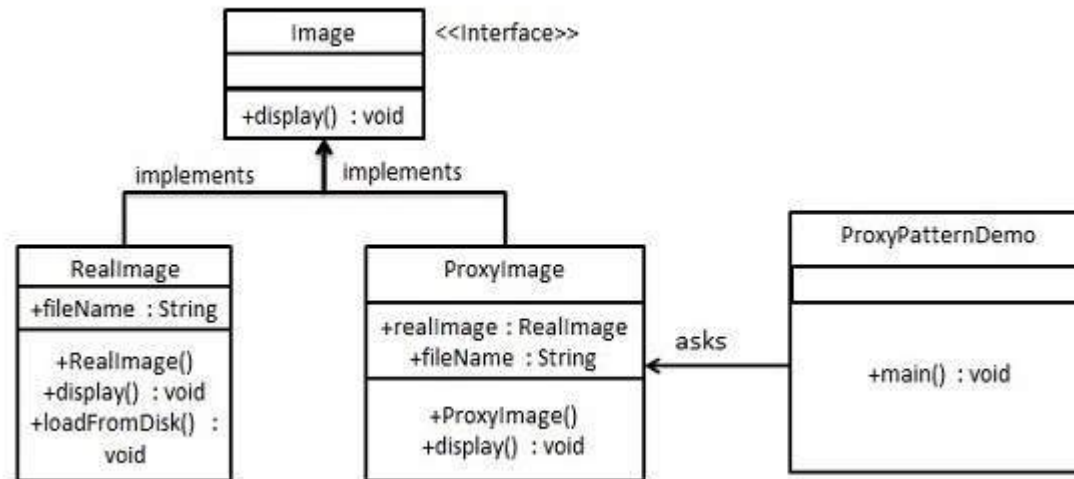 Image
<<Interface>>
+display() : void
implements
implements
RealImage
+fileName : String
+RealImage()
+display() : void
+loadFromDisk() :
void
ProxyImage
+realImage : RealImage
+fileName : String
+ProxyImage()
+display() : void
asks
ProxyPatternDemo
+main() : void